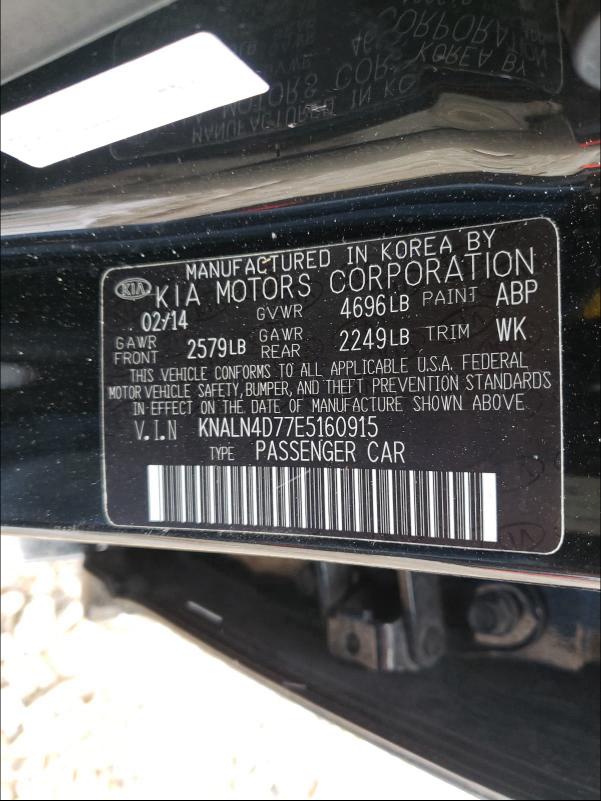 MANUFACTURED IN KOREA BY
KIA KIA MOTORS CORPORATION
02/14 GVWR 4696LB PAINT ABP
GAWR FRONT 2579LB GAWR REAR 2249LB TRIM WK
THIS VEHICLE CONFORMS TO ALL APPLICABLE U.S.A. FEDERAL
MOTOR VEHICLE SAFETY, BUMPER, AND THEFT PREVENTION STANDARDS
IN EFFECT ON THE DATE OF MANUFACTURE SHOWN ABOVE
V.I.N KNALN4D77E5160915
TYPE PASSENGER CAR